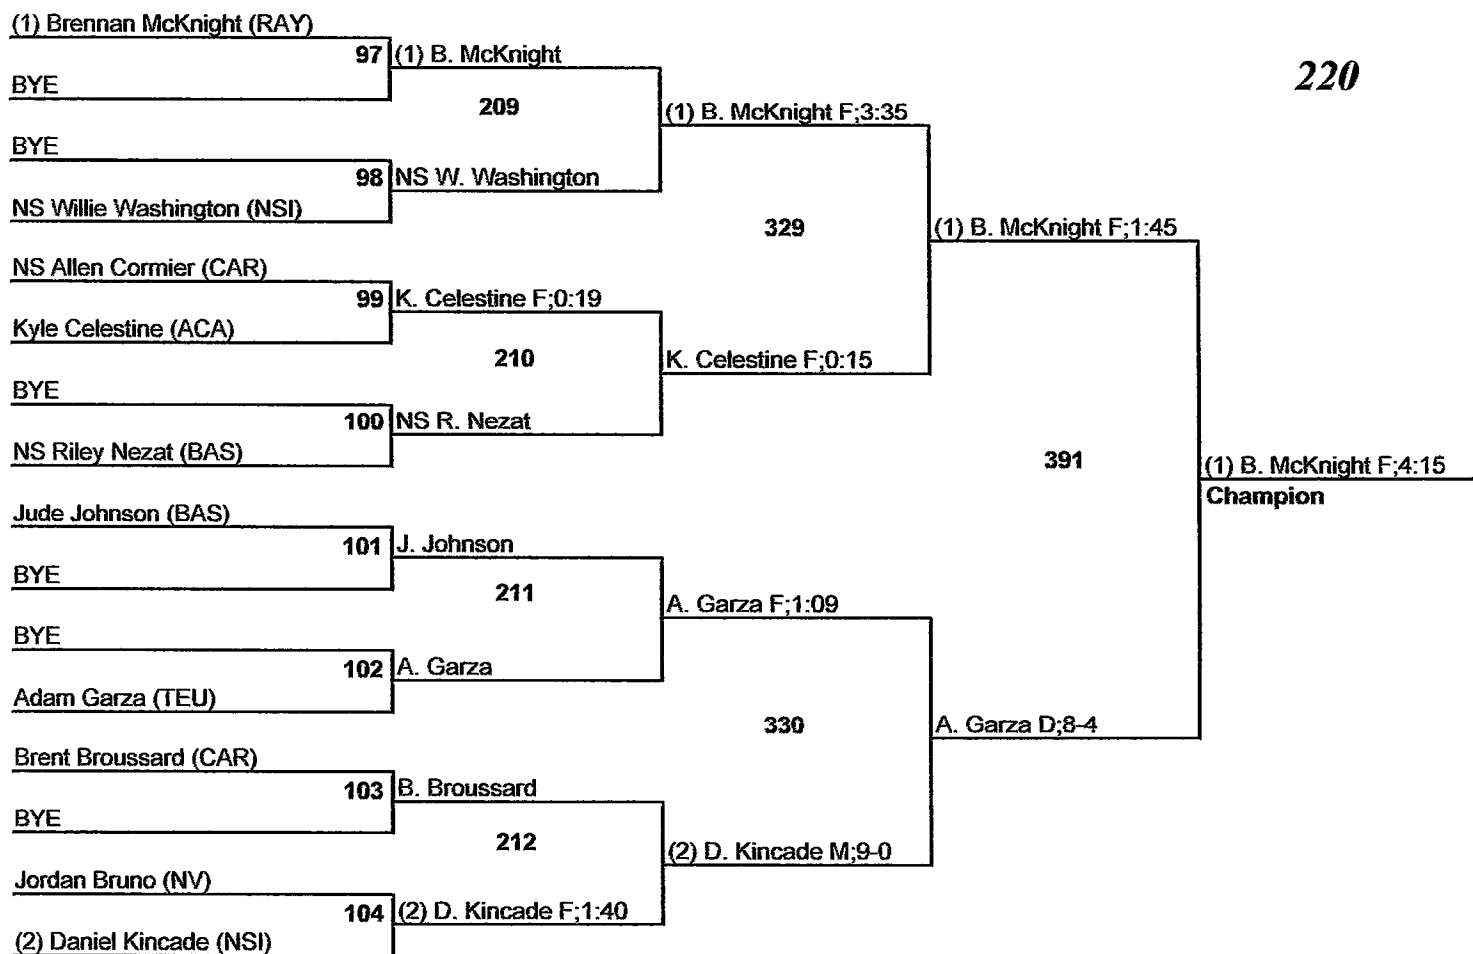 (1) Brennan McKnight (RAY)
97
(1) B. McKnight
BYE
209
(1) B. McKnight F;3:35
220
BYE
98
NS W. Washington
NS Willie Washington (NSI)
329
(1) B. McKnight F;1:45
NS Allen Cormier (CAR)
99
K. Celestine F;0:19
Kyle Celestine (ACA)
210
K. Celestine F;0:15
BYE
100
NS R. Nezat
NS Riley Nezat (BAS)
391
(1) B. McKnight F;4:15
Champion
Jude Johnson (BAS)
101
J. Johnson
BYE
211
A. Garza F;1:09
BYE
102
A. Garza
Adam Garza (TEU)
330
A. Garza D;8-4
Brent Broussard (CAR)
103
B. Broussard
BYE
212
(2) D. Kincade M;9-0
Jordan Bruno (NV)
104
(2) D. Kincade F;1:40
(2) Daniel Kincade (NSI)